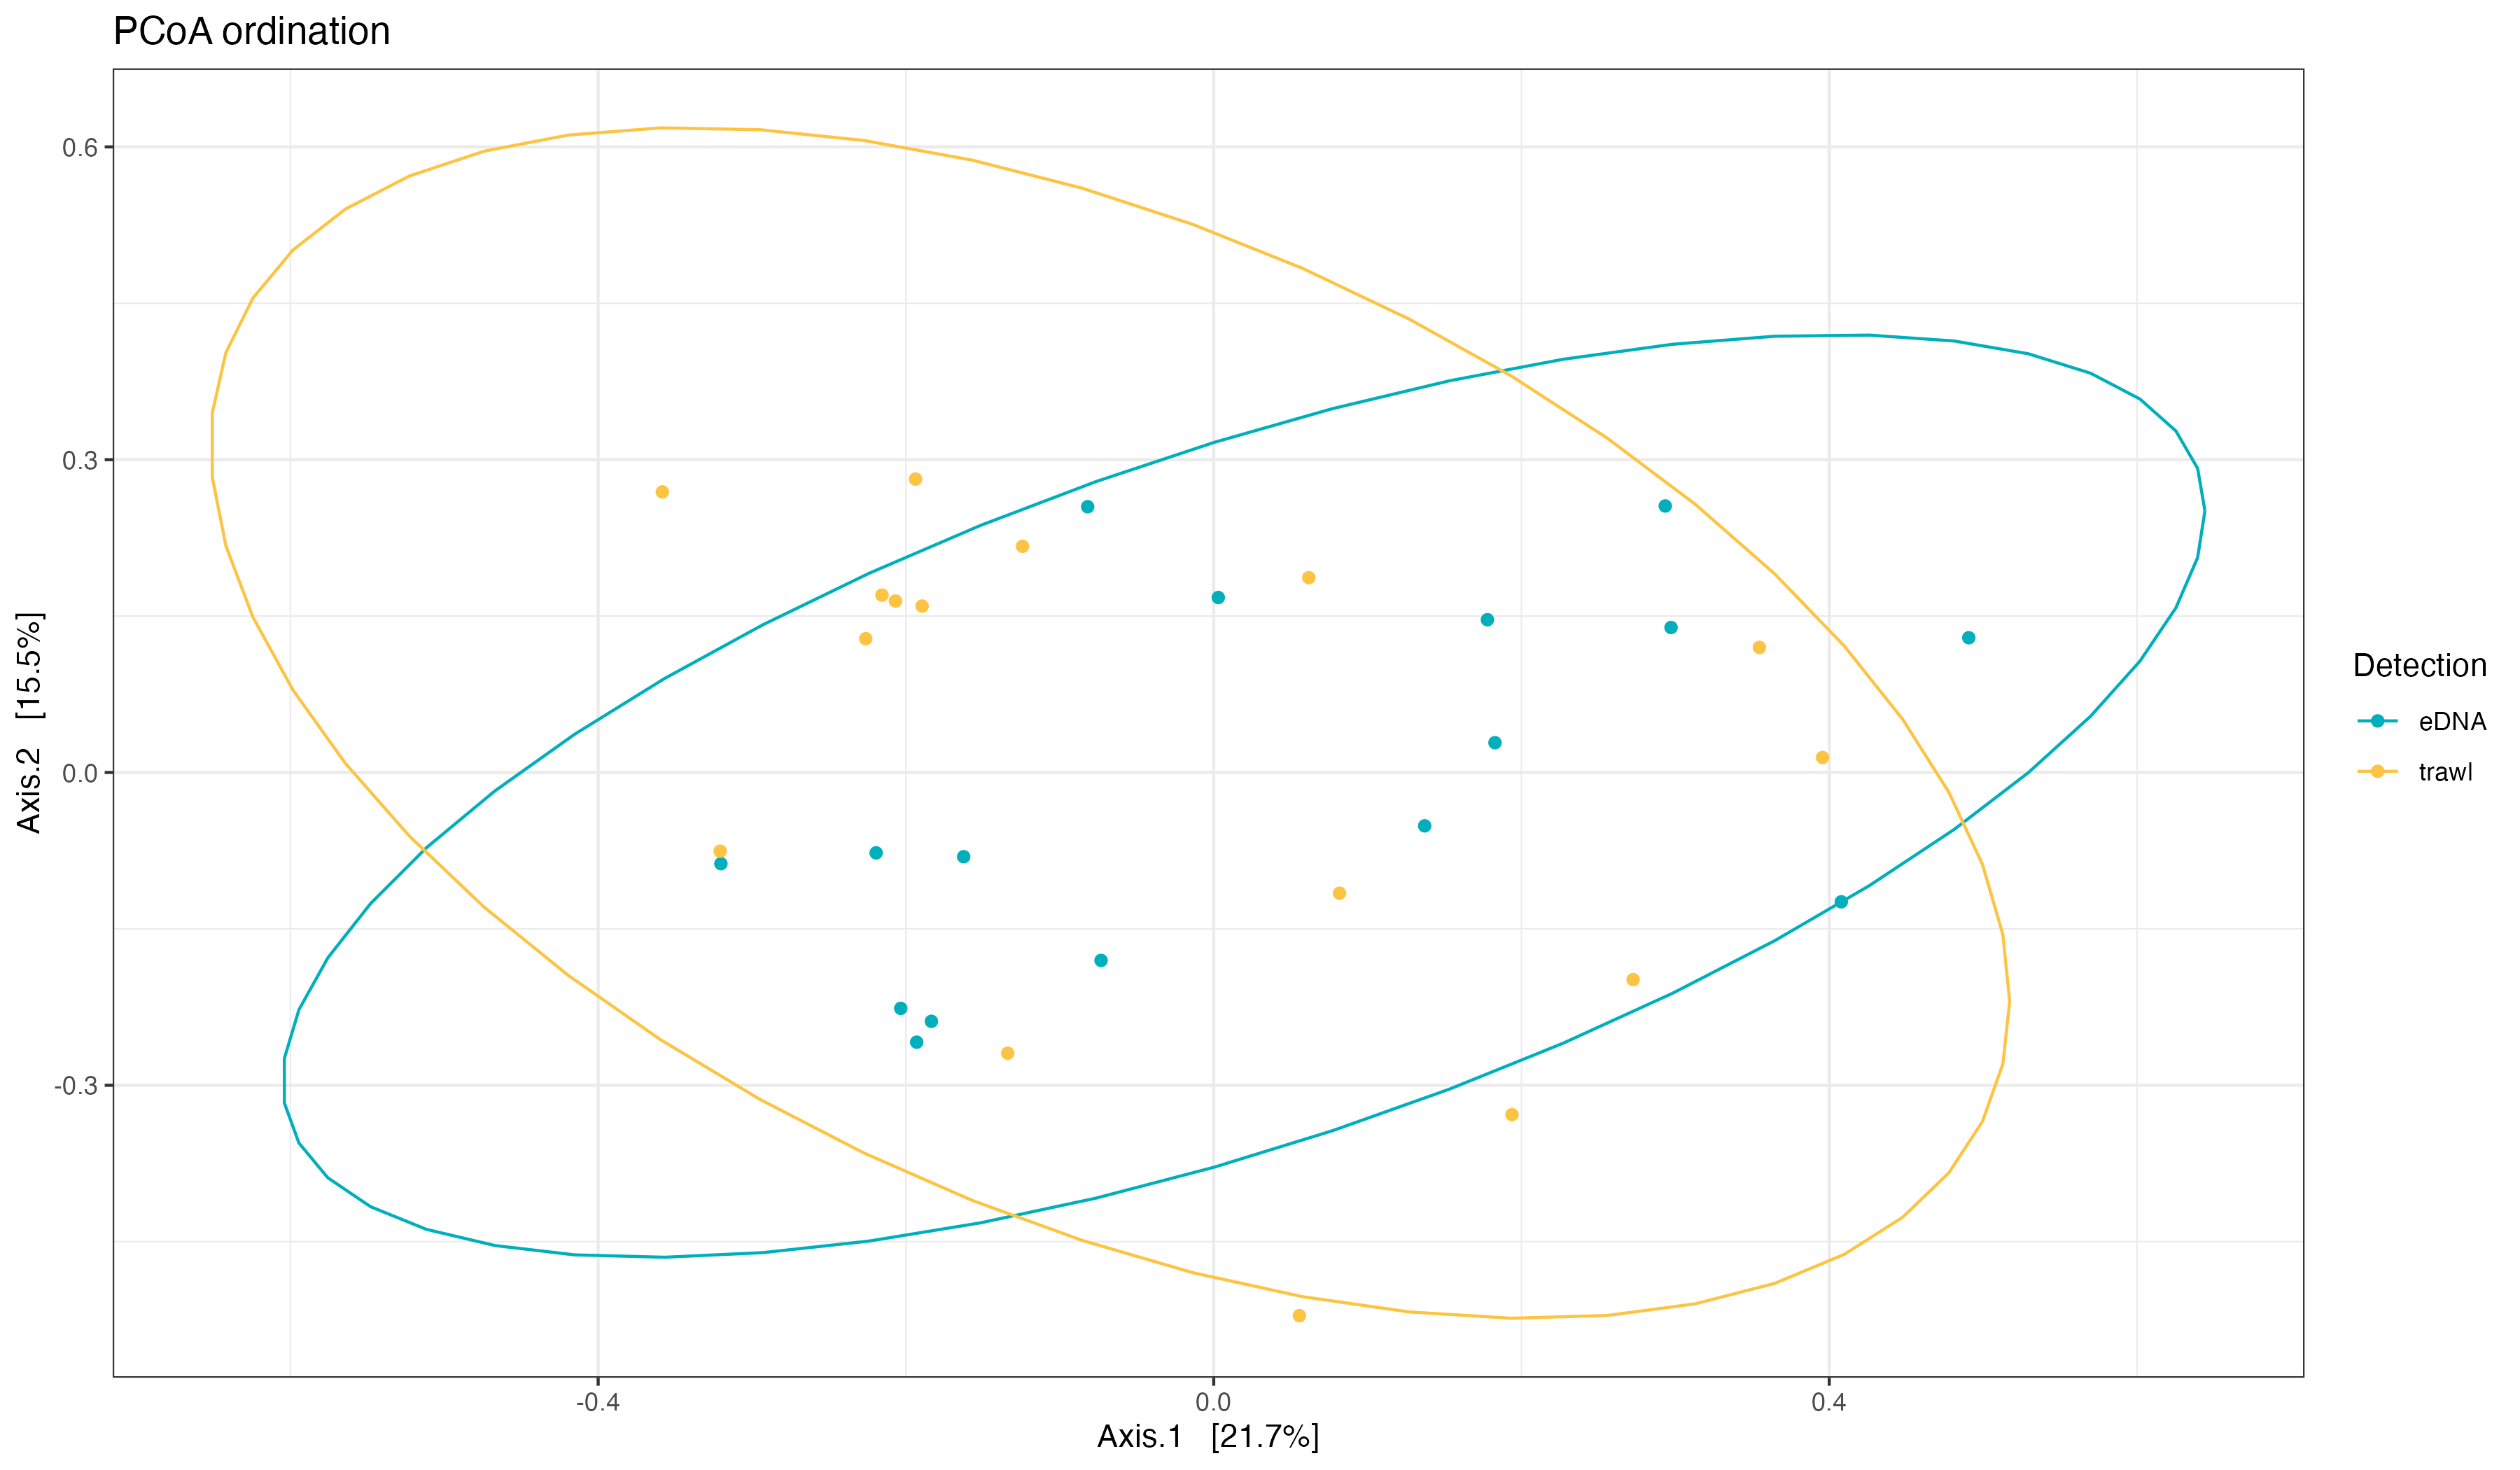 PCoA ordination
0.6
0.3
0.0
-0.3
Axis.2 [15.5%]
-0.4
0.0
0.4
Axis.1 [21.7%]
Detection
eDNA
trawl